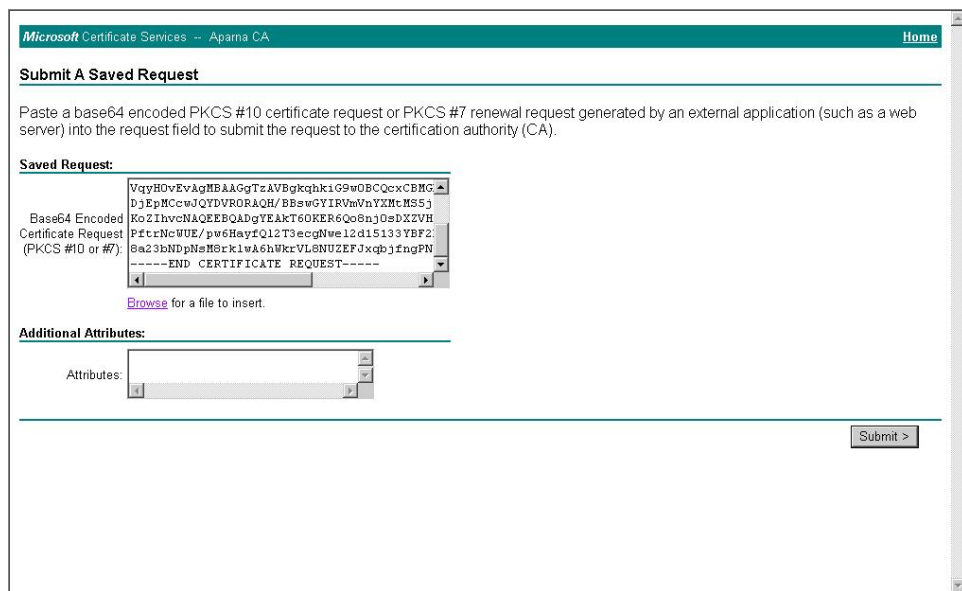 Microsoft Certificate Services -- Aparna CA Home
Submit A Saved Request
Paste a base64 encoded PKCS #10 certificate request or PKCS #7 renewal request generated by an external application (such as a web
server) into the request field to submit the request to the certification authority (CA).
Saved Request:
VqyHOvEvAgMBAAGgTzAVBgkqhkiG9w0BCQcxCBMG
DjEpMCcwJQYDVR0RAQH/BBswGYIRVmVnYXMtMS5j
KoZIhvcNAQEEBQADgYEAkT6OKER6Qo8njOsDXZVH
PftrNcWUE/pw6HayfQ12T3ecgNwe12d15133YBF2
8a23bNDpNsM8rk1wA6hWkrVL8NUZEFJxqbjfngPN
-----END CERTIFICATE REQUEST-----
Base64 Encoded
Certificate Request
(PKCS #10 or #7):
Browse for a file to insert.
Additional Attributes:
Attributes:
Submit >